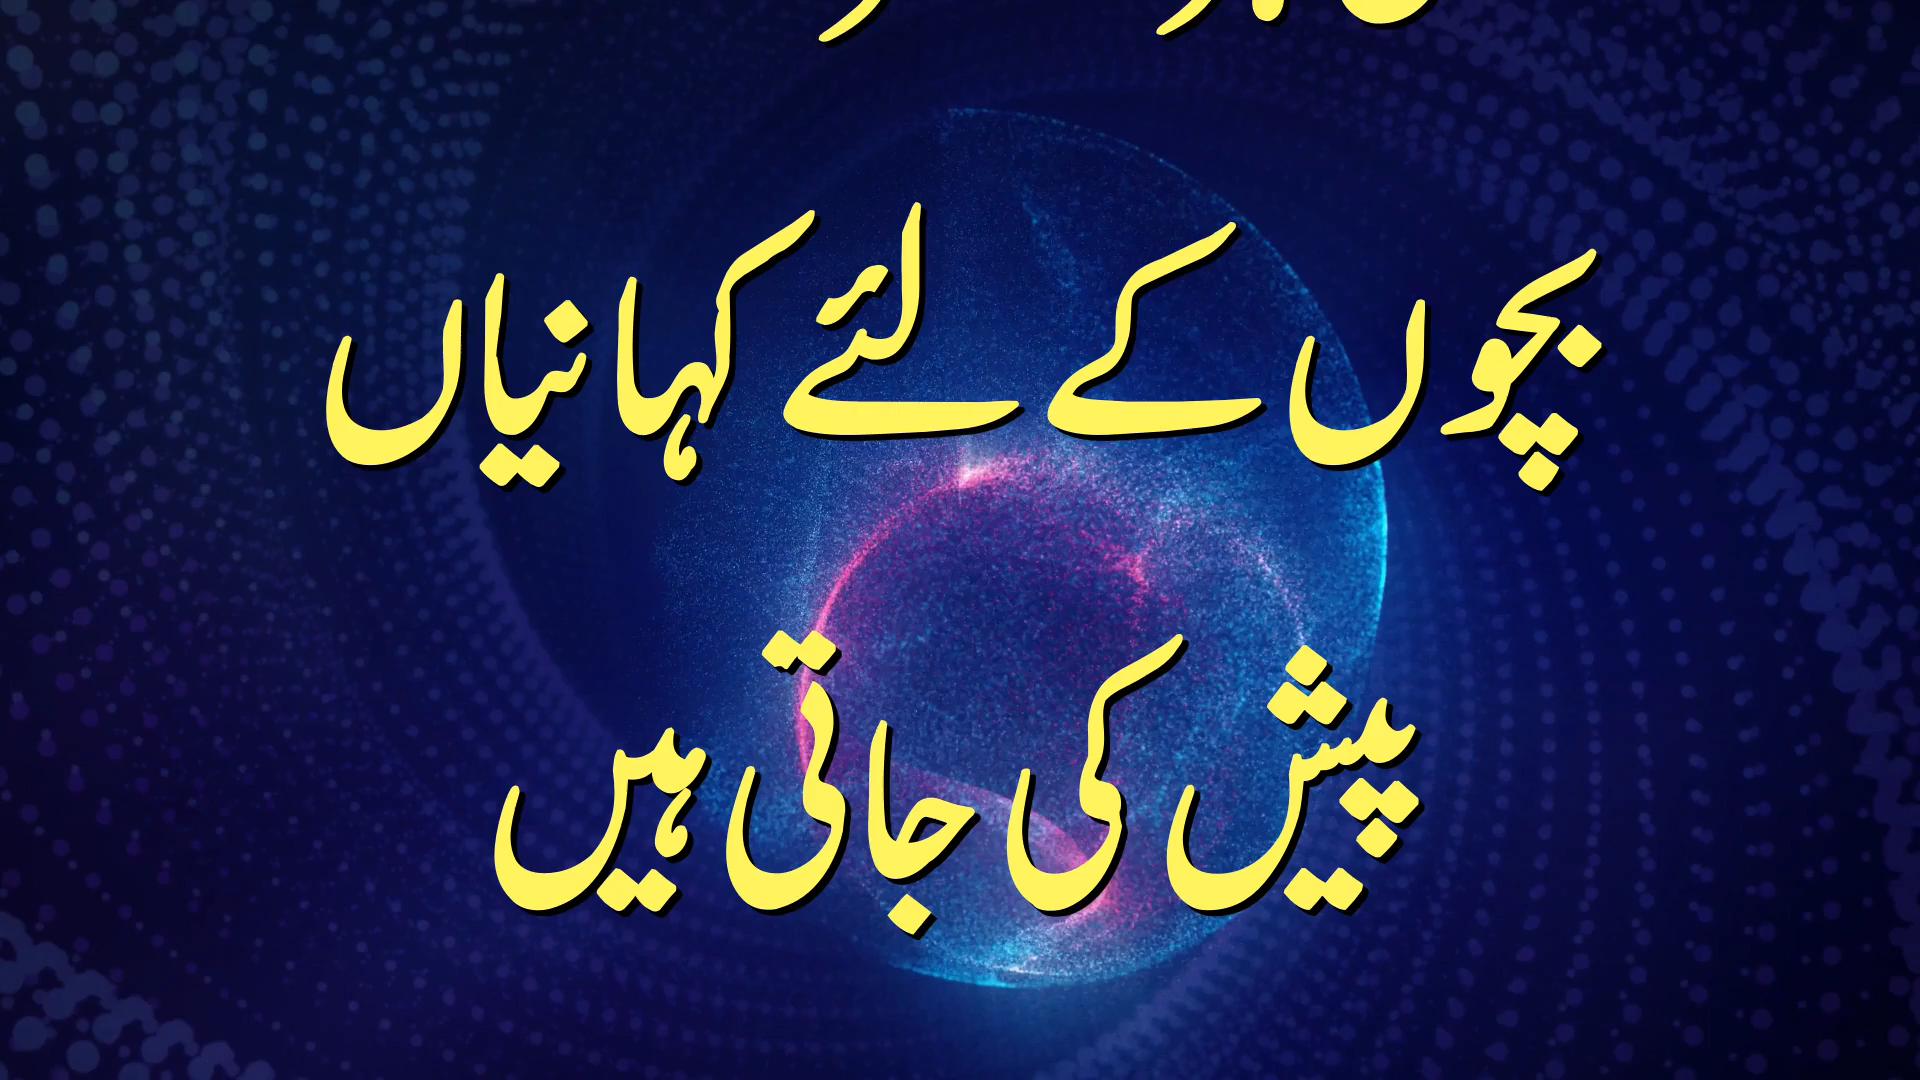 بچوں کے لئے کہانیاں
پیش کی جاتی ہیں